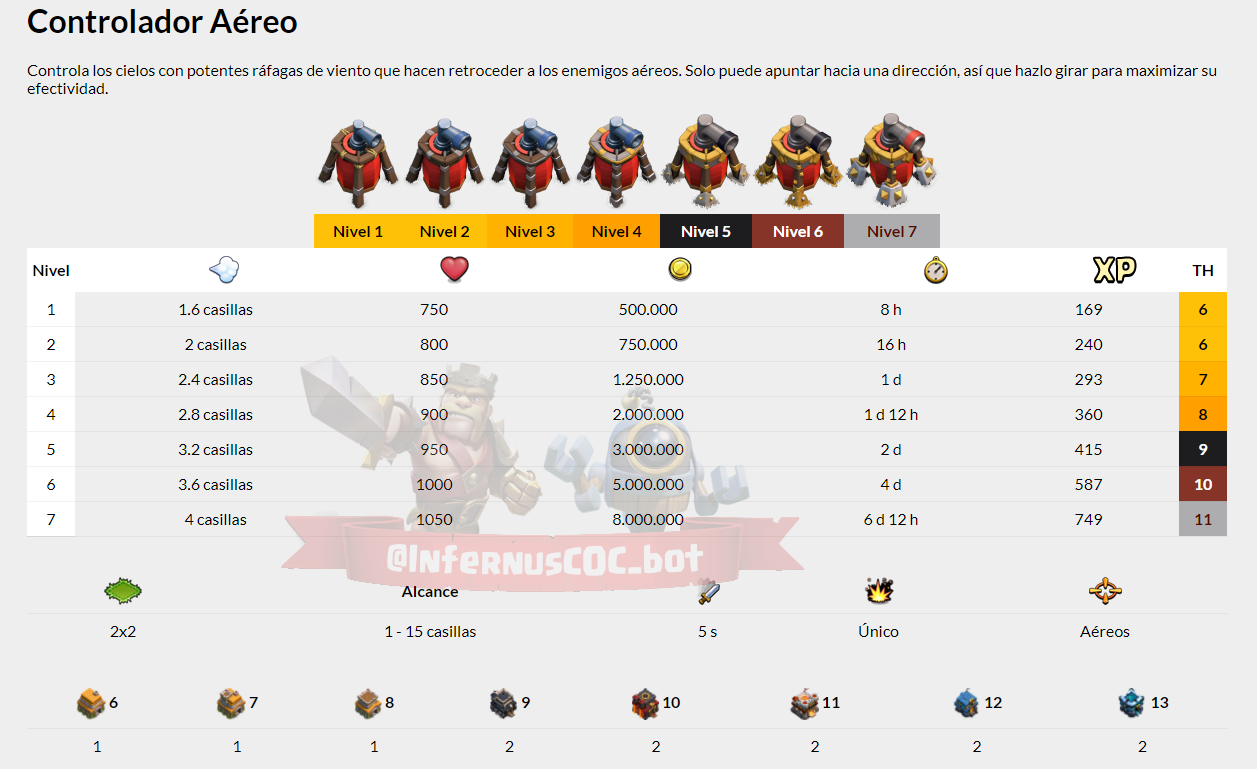 Controlador Aéreo
Controla los cielos con potentes ráfagas de viento que hacen retroceder a los enemigos aéreos. Solo puede apuntar hacia una dirección, así que hazlo girar para maximizar su
efectividad.
Nivel 1 Nivel 2 Nivel 3 Nivel 4 Nivel 5 Nivel 6 Nivel 7
Nivel XP TH
1 1.6 casillas 750 500.000 8 h 169 6
2 2 casillas 800 750.000 16 h 240 6
3 2.4 casillas 850 1.250.000 1 d 293 7
4 2.8 casillas 900 2.000.000 1 d 12 h 360 8
5 3.2 casillas 950 3.000.000 2 d 415 9
6 3.6 casillas 1000 5.000.000 4 d 587 10
7 4 casillas 1050 8.000.000 6 d 12 h 749 11
@InfernusCOC_bot
Alcance
2x2 1 - 15 casillas 5 s Único Aéreos
6 7 8 9 10 11 12 13
1 1 1 2 2 2 2 2